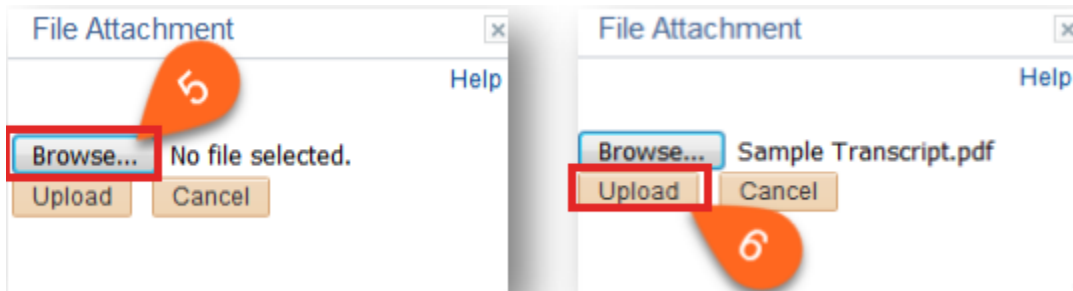 File Attachment
×
Help
5
Browse... No file selected.
Upload Cancel
File Attachment
×
Help
Browse... Sample Transcript.pdf
Upload Cancel
6